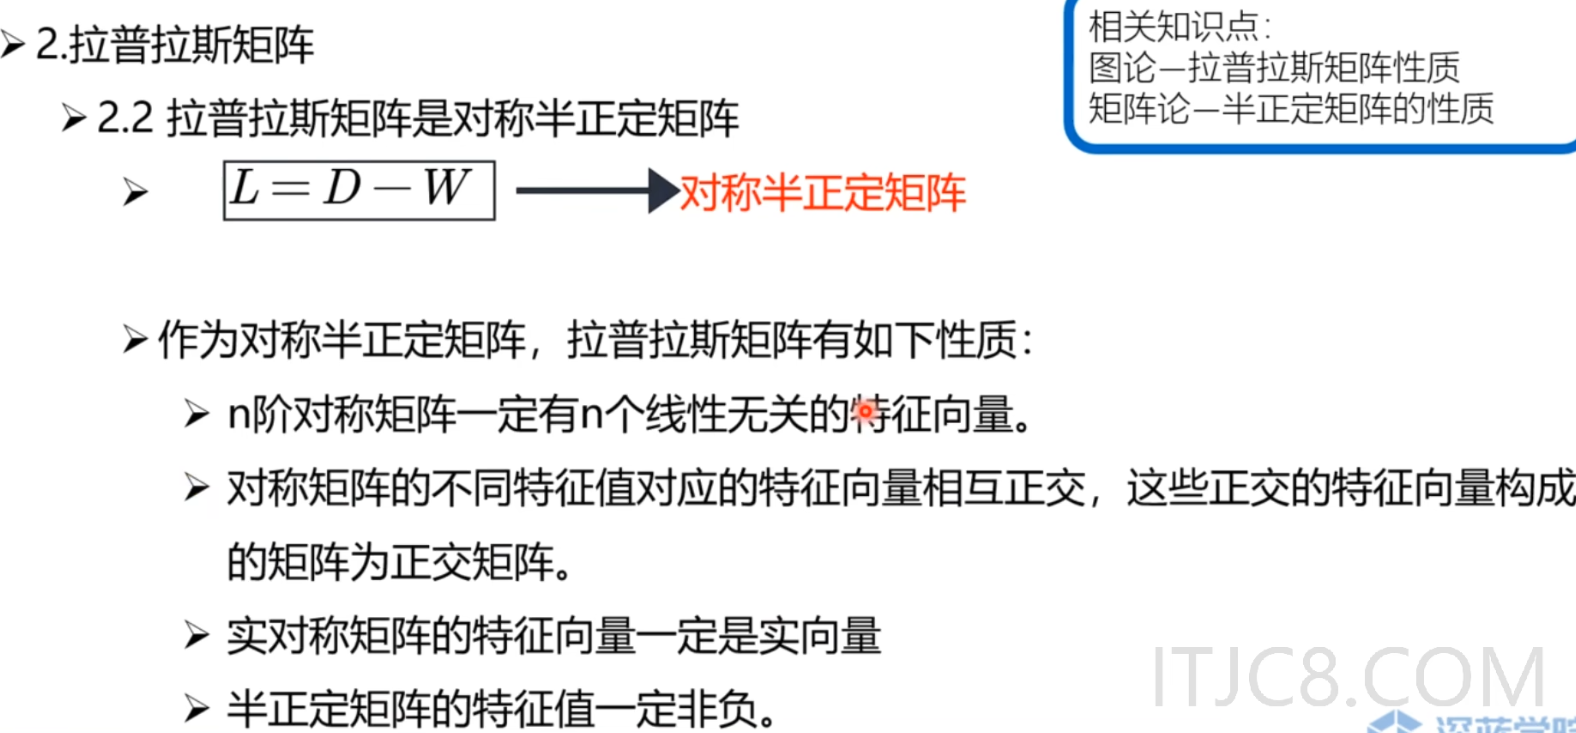 ➢ 2.拉普拉斯矩阵
➢ 2.2 拉普拉斯矩阵是对称半正定矩阵
➢ L = D − W 对称半正定矩阵
相关知识点：
图论—拉普拉斯矩阵性质
矩阵论—半正定矩阵的性质
➢ 作为对称半正定矩阵，拉普拉斯矩阵有如下性质：
➢ n阶对称矩阵一定有n个线性无关的特征向量。
➢ 对称矩阵的不同特征值对应的特征向量相互正交，这些正交的特征向量构成
的矩阵为正交矩阵。
➢ 实对称矩阵的特征向量一定是实向量
➢ 半正定矩阵的特征值一定非负。
ITJC8.COM
深蓝学院